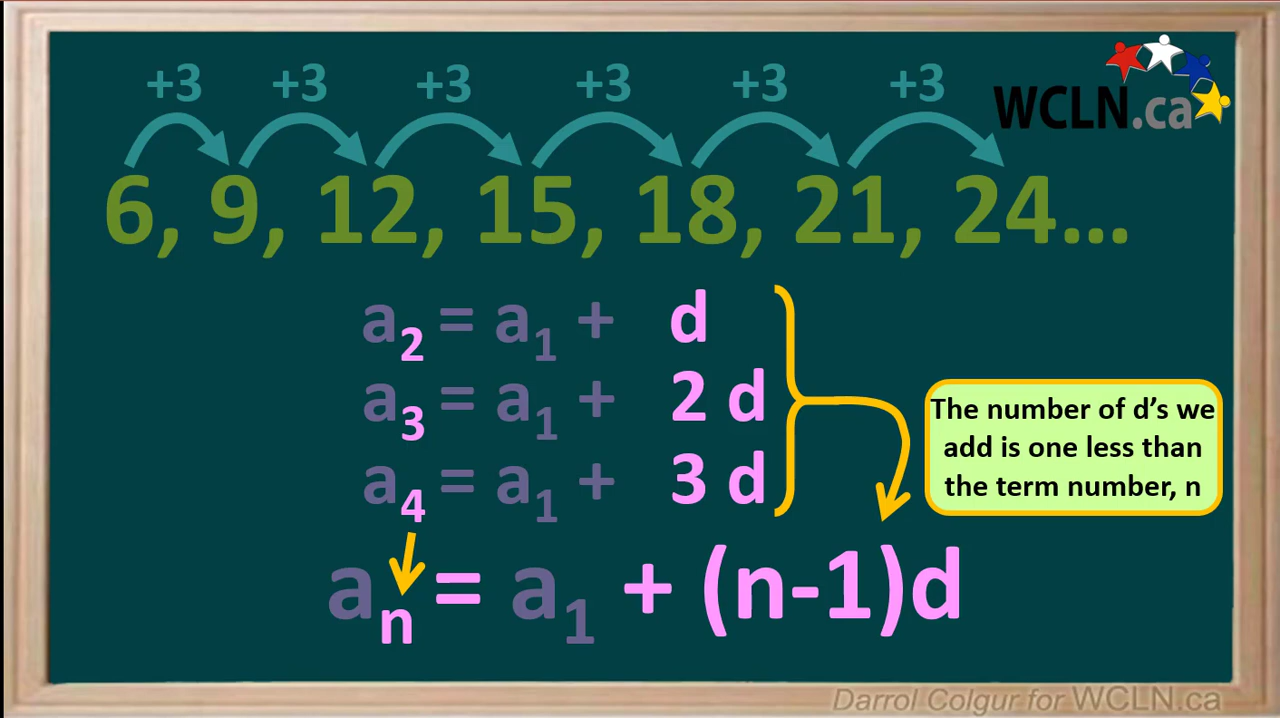 +3 +3 +3 +3 +3 +3
WCLN.ca
6, 9, 12, 15, 18, 21, 24...
a₂ = a₁ + d
a₃ = a₁ + 2 d
a₄ = a₁ + 3 d
The number of d’s we
add is one less than
the term number, n
aₙ = a₁ + (n-1)d
Darrol Colgur for WCLN.ca